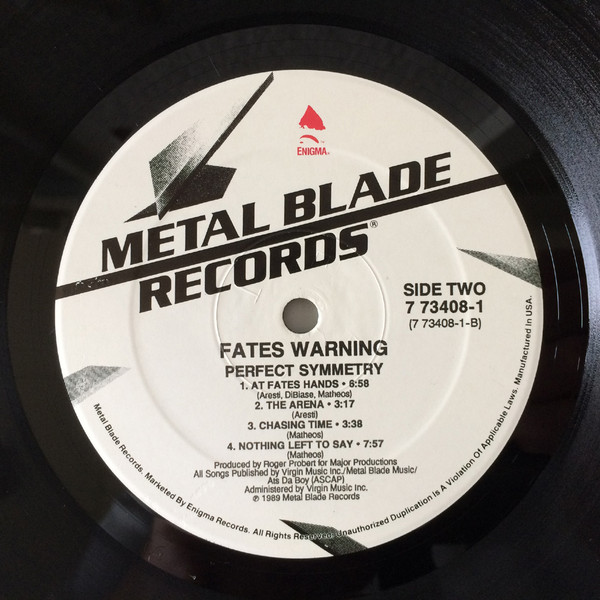 ENIGMA®
METAL BLADE
RECORDS®
SIDE TWO
7 73408-1
(7 73408-1-B)
FATES WARNING
PERFECT SYMMETRY
1. AT FATES HANDS • 6:58
(Aresti, DiBiase, Matheos)
2. THE ARENA • 3:17
(Aresti)
3. CHASING TIME • 3:38
(Matheos)
4. NOTHING LEFT TO SAY • 7:57
(Matheos)
Produced by Roger Probert for Major Productions
All Songs Published by Virgin Music Inc./Metal Blade Music/
Ats Da Boy (ASCAP)
Administered by Virgin Music Inc.
℗ 1989 Metal Blade Records
Metal Blade Records. Marketed By Enigma Records. All Rights Reserved. Unauthorized Duplication Is A Violation Of Applicable Laws. Manufactured In USA.